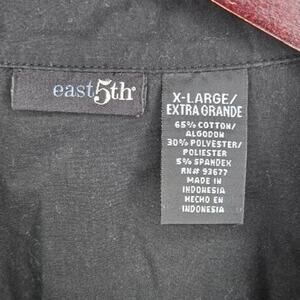 east5th
X-LARGE/
EXTRA GRANDE
65% COTTON/
ALGODON
30% POLYESTER/
POLIESTER
5% SPANDEX
RN# 93677
MADE IN
INDONESIA
HECHO EN
INDONESIA